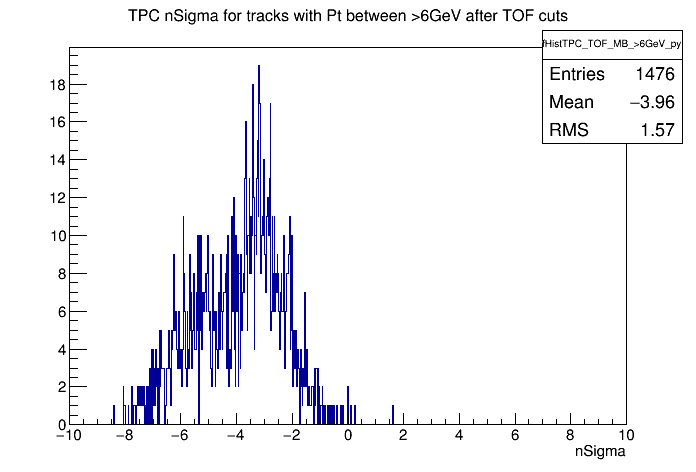 TPC nSigma for tracks with Pt between >6GeV after TOF cuts
fHistTPC_TOF_MB_>6GeV_py
Entries 1476
Mean −3.96
RMS 1.57
18
16
14
12
10
8
6
4
2
0
−10 −8 −6 −4 −2 0 2 4 6 8 10
nSigma